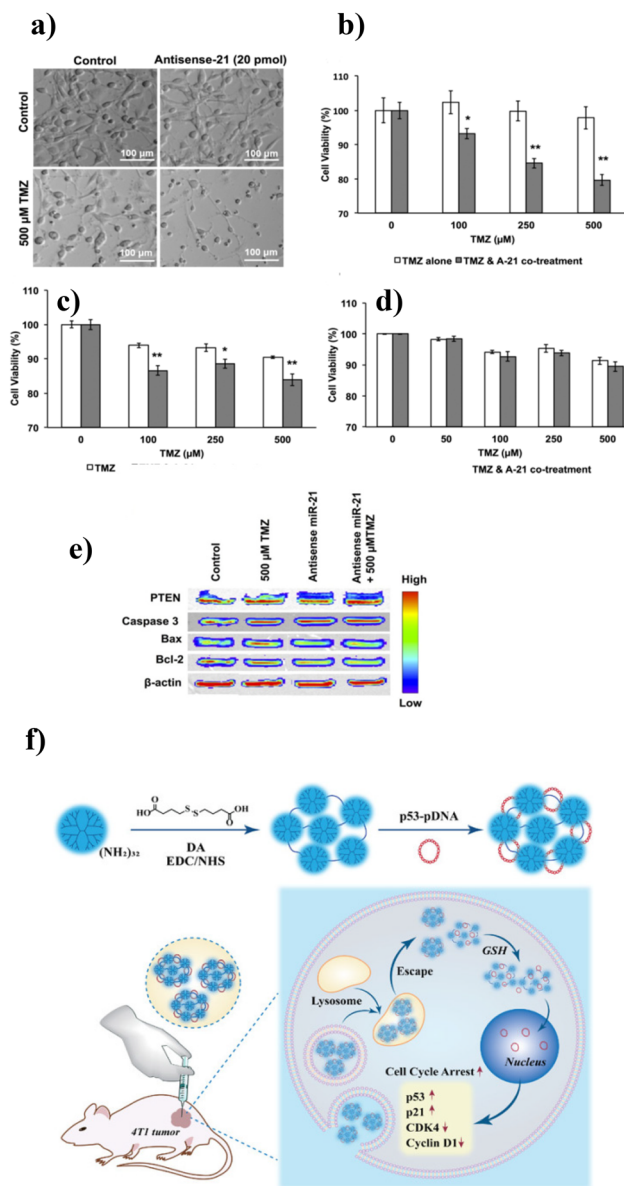 a)
Control
Antisense-21 (20 pmol)
Control
500 µM TMZ
100 µm
100 µm
100 µm
100 µm
b)
Cell Viability (%)
110
100
90
80
70
*
**
**
0
100
250
500
TMZ (µM)
TMZ alone
TMZ & A-21 co-treatment
c)
Cell Viability (%)
110
100
90
80
70
**
*
**
0
100
250
500
TMZ (µM)
TMZ
d)
Cell Viability (%)
110
100
90
80
70
0
50
100
250
500
TMZ (µM)
TMZ & A-21 co-treatment
e)
Control
500 µM TMZ
Antisense miR-21
Antisense miR-21
+ 500 µMTMZ
PTEN
Caspase 3
Bax
Bcl-2
β-actin
High
Low
f)
(NH₂)₃₂
HO
O
S-S
O
OH
DA
EDC/NHS
p53-pDNA
Lysosome
Escape
GSH
Nucleus
Cell Cycle Arrest
p53
p21
CDK4
Cyclin D1
4T1 tumor